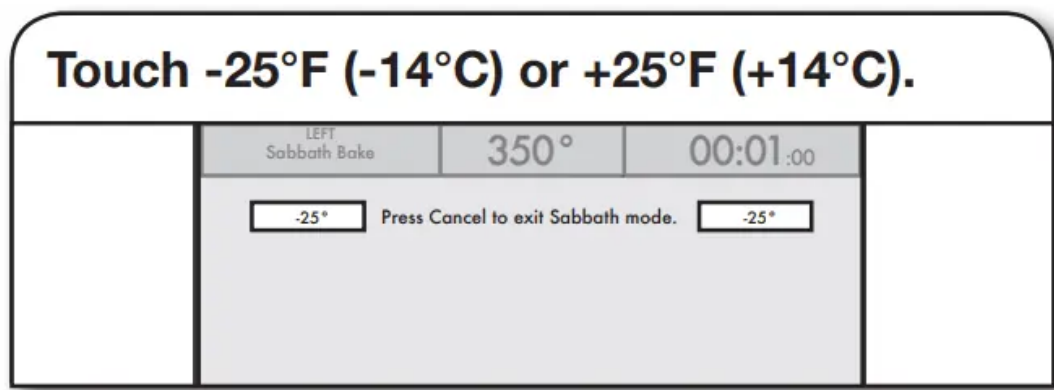 Touch -25°F (-14°C) or +25°F (+14°C).
LEFT
Sabbath Bake
350°
00:01:00
-25° Press Cancel to exit Sabbath mode. -25°